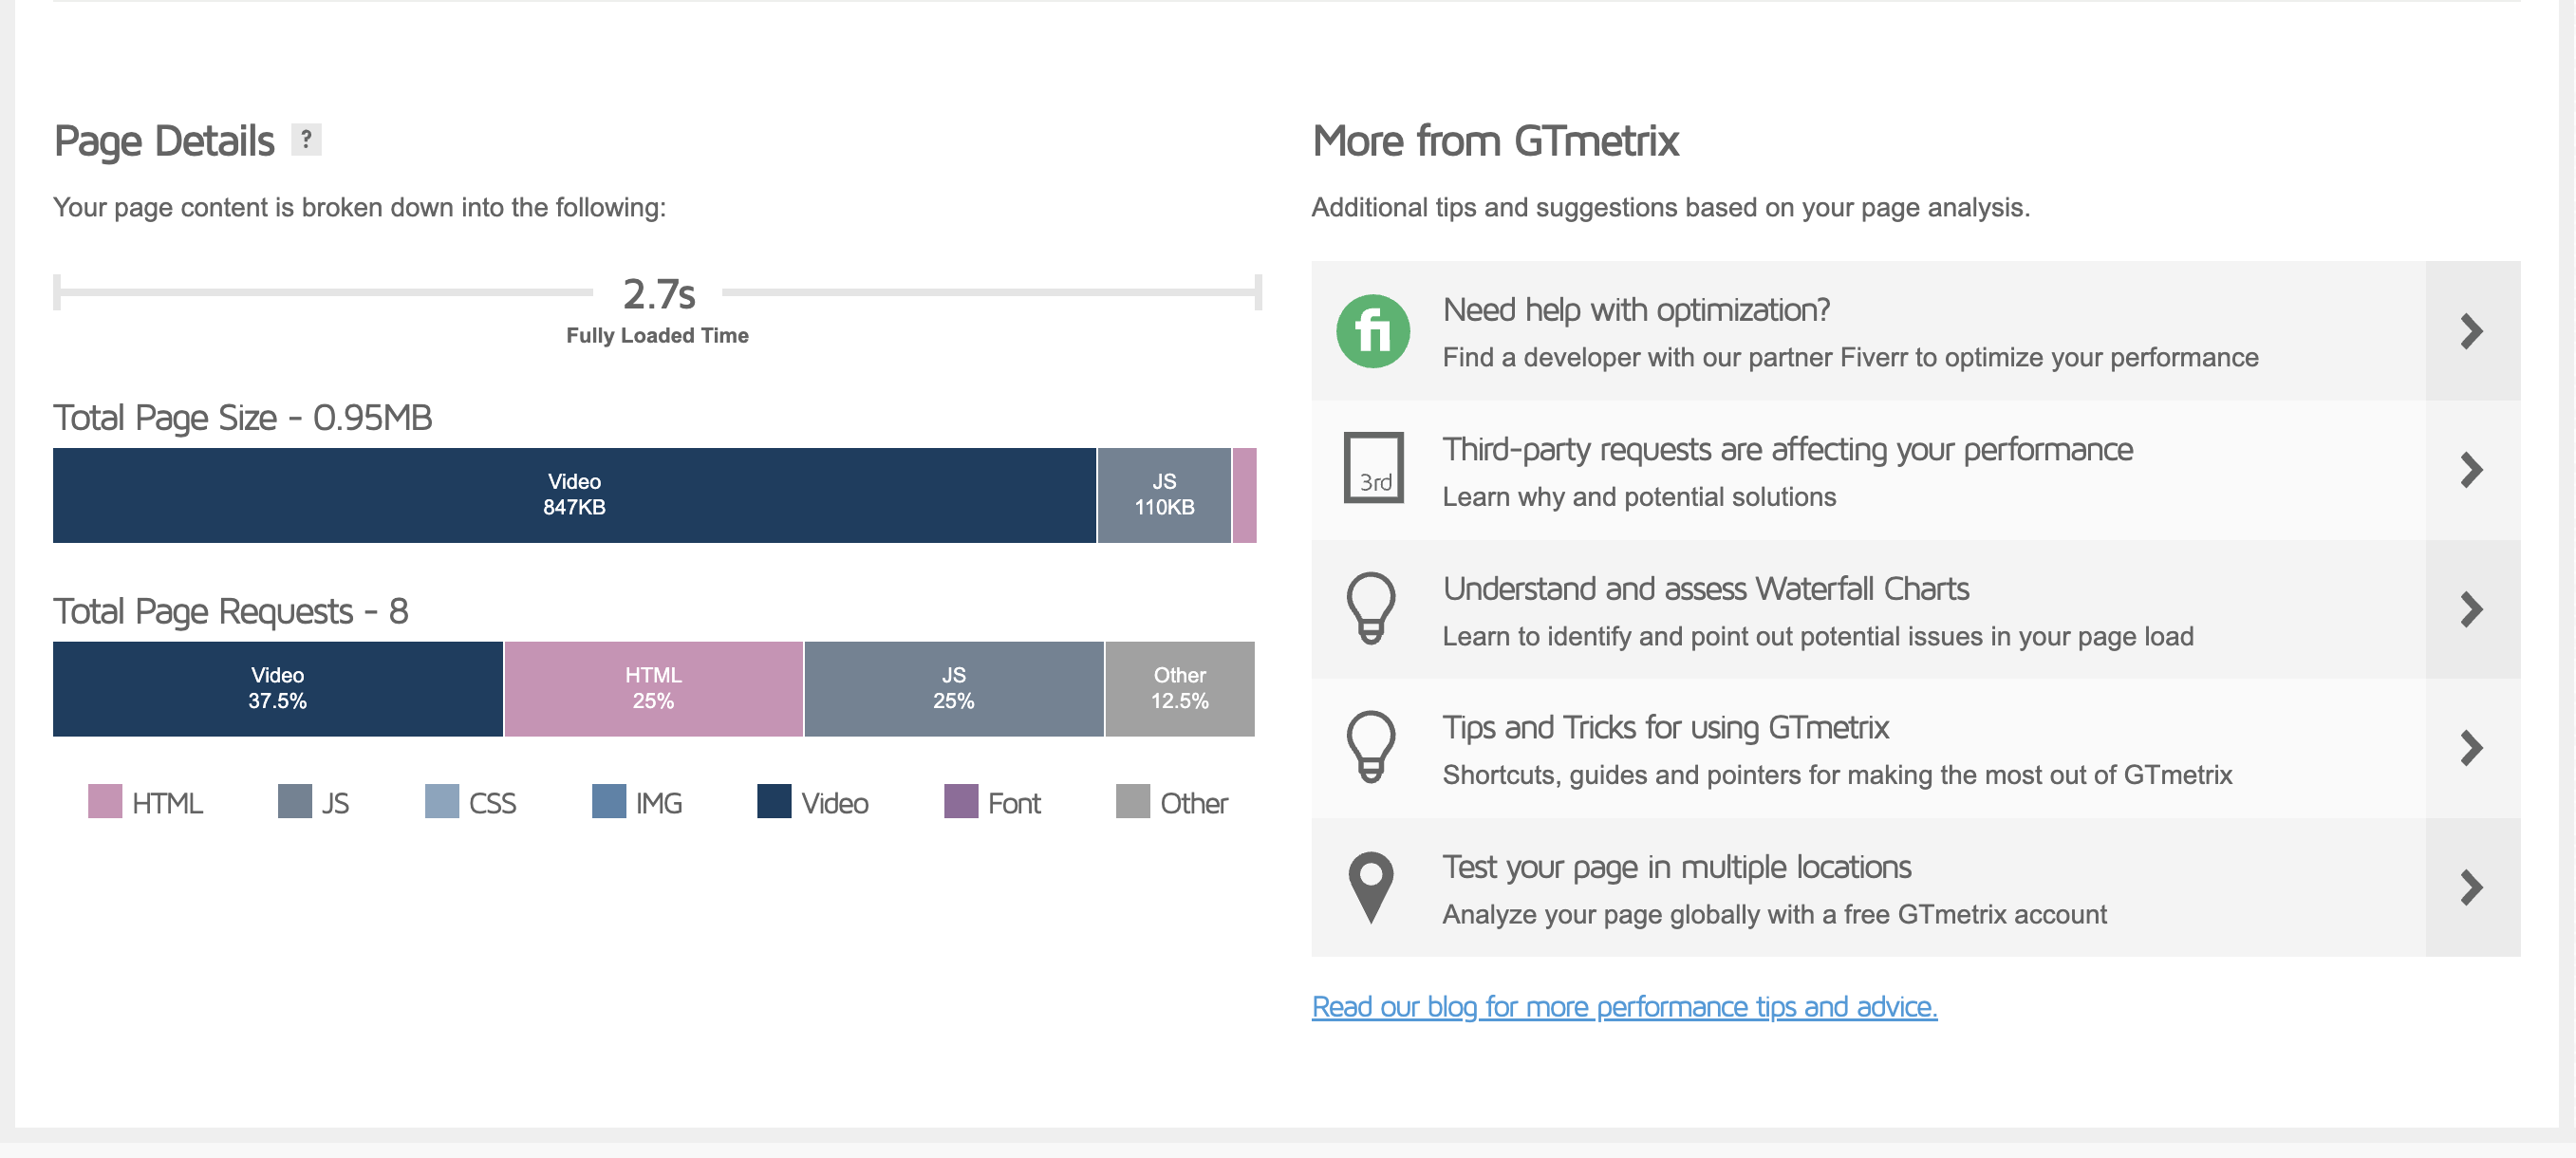 Page Details ?
Your page content is broken down into the following:
2.7s
Fully Loaded Time
Total Page Size - 0.95MB
Video
847KB
JS
110KB
Total Page Requests - 8
Video
37.5%
HTML
25%
JS
25%
Other
12.5%
HTML
JS
CSS
IMG
Video
Font
Other
More from GTmetrix
Additional tips and suggestions based on your page analysis.
fi
Need help with optimization?
Find a developer with our partner Fiverr to optimize your performance
3rd
Third-party requests are affecting your performance
Learn why and potential solutions
Understand and assess Waterfall Charts
Learn to identify and point out potential issues in your page load
Tips and Tricks for using GTmetrix
Shortcuts, guides and pointers for making the most out of GTmetrix
Test your page in multiple locations
Analyze your page globally with a free GTmetrix account
Read our blog for more performance tips and advice.